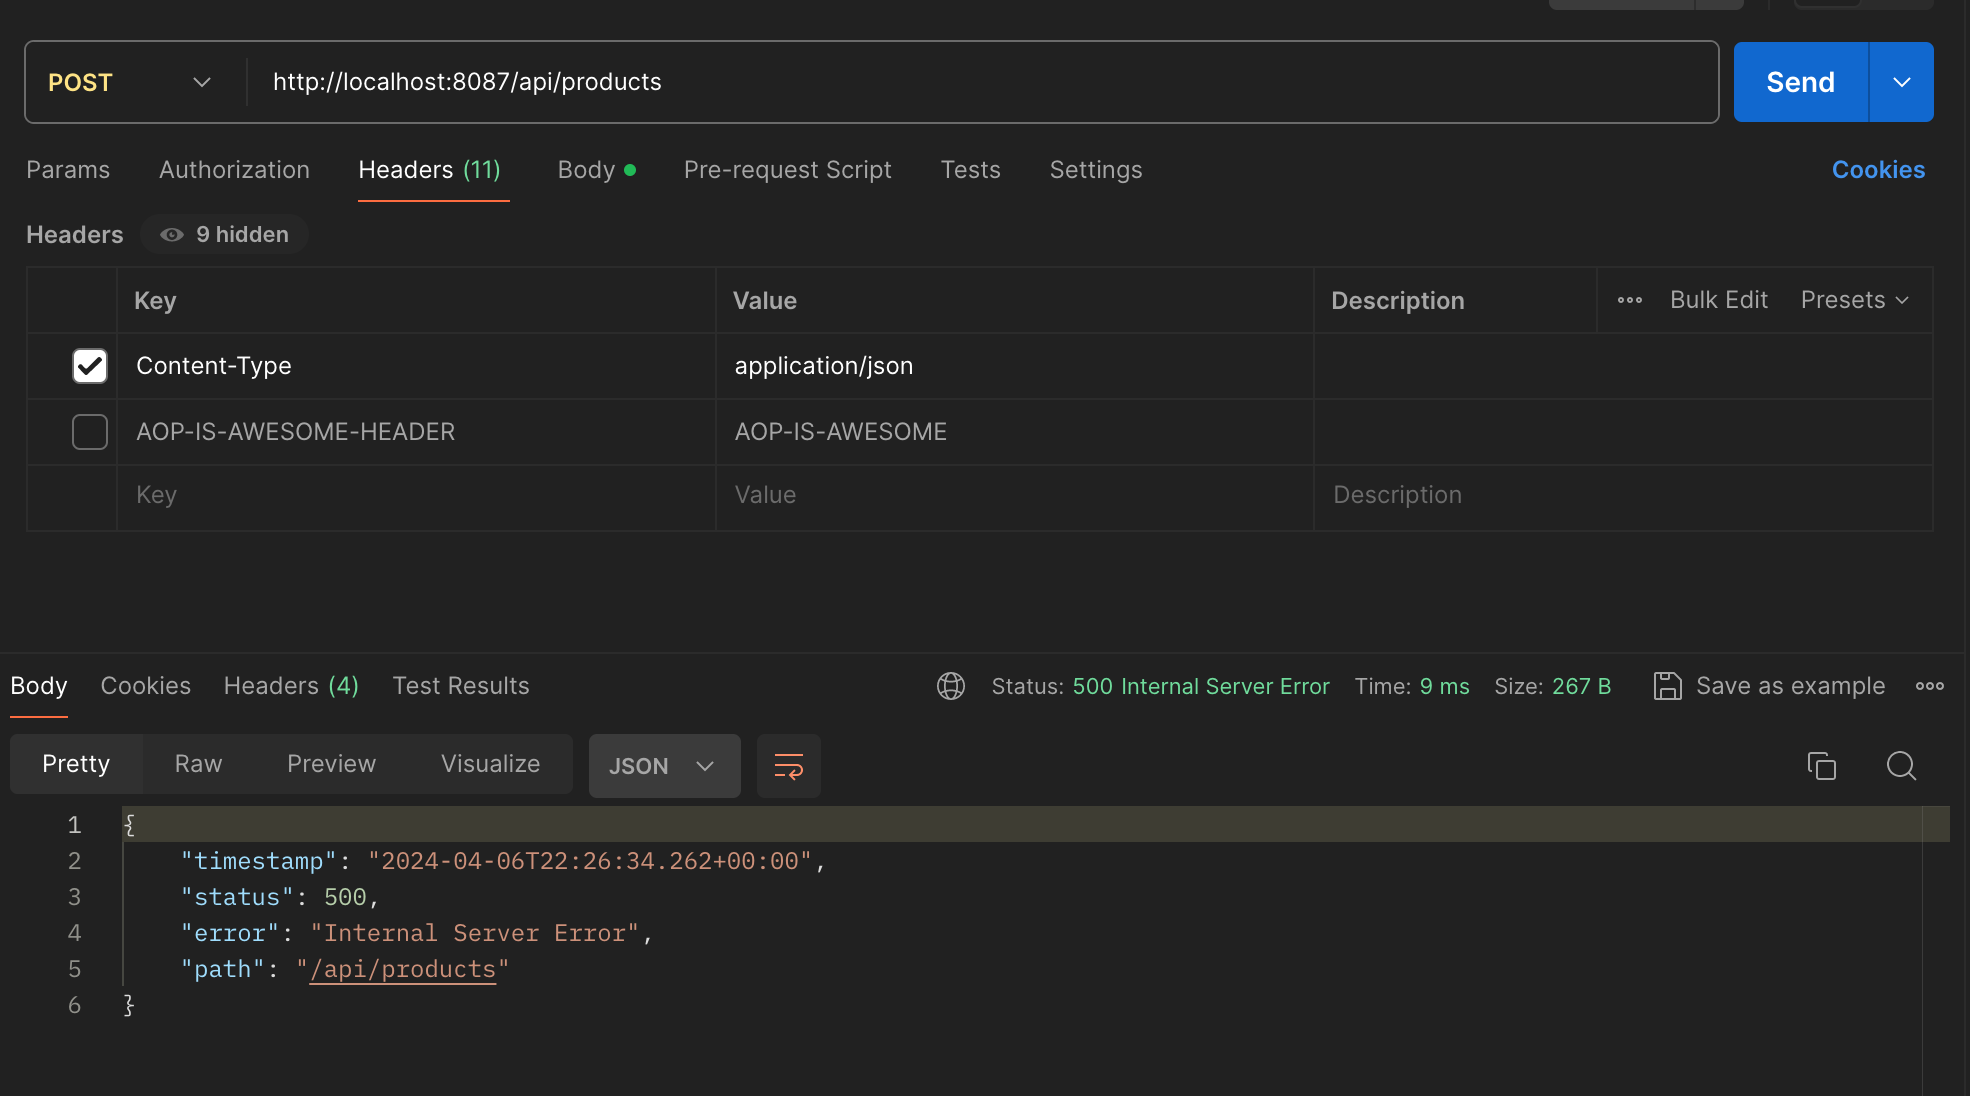 POST http://localhost:8087/api/products Send
Params Authorization Headers (11) Body Pre-request Script Tests Settings Cookies
Headers 9 hidden
Key Value Description Bulk Edit Presets
Content-Type application/json
AOP-IS-AWESOME-HEADER AOP-IS-AWESOME
Key Value Description
Body Cookies Headers (4) Test Results Status: 500 Internal Server Error Time: 9 ms Size: 267 B Save as example
Pretty Raw Preview Visualize JSON
1 {
2 "timestamp": "2024-04-06T22:26:34.262+00:00",
3 "status": 500,
4 "error": "Internal Server Error",
5 "path": "/api/products"
6 }